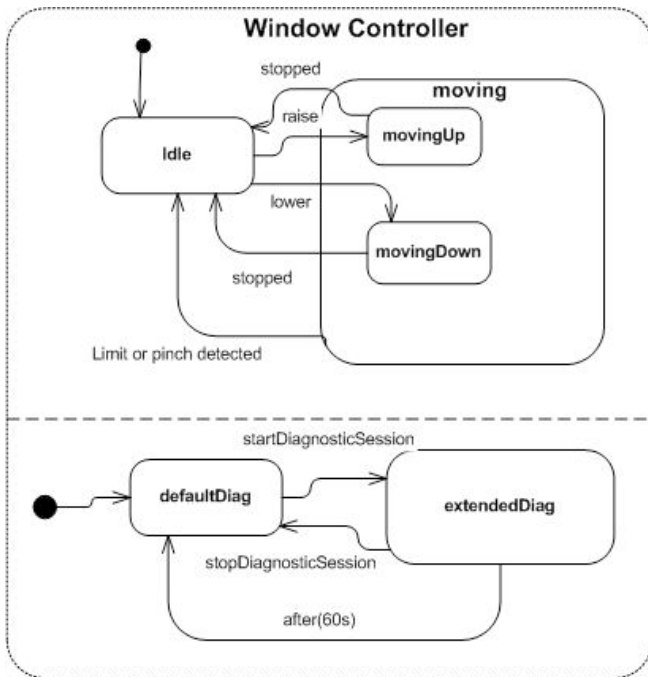 Window Controller
stopped
moving
raise
movingUp
Idle
lower
movingDown
stopped
Limit or pinch detected
startDiagnosticSession
defaultDiag
extendedDiag
stopDiagnosticSession
after(60s)